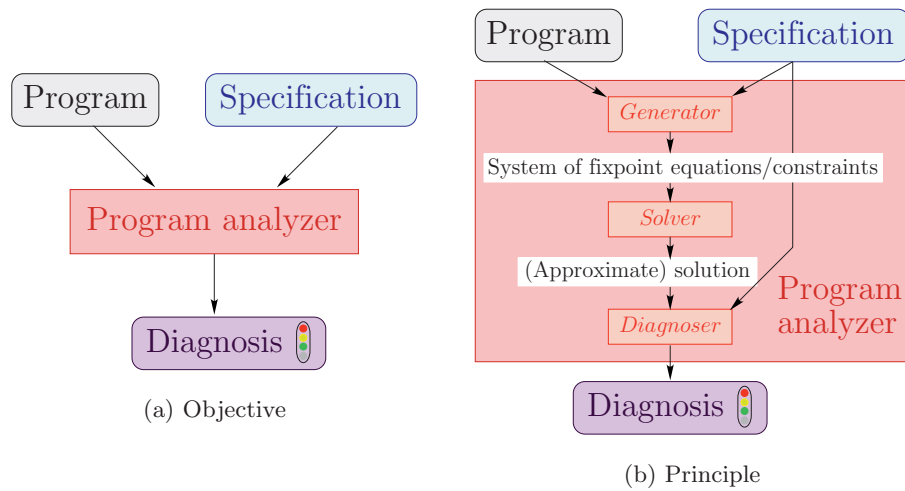 Program
Specification
Program analyzer
Diagnosis
(a) Objective
Program
Specification
Generator
System of fixpoint equations/constraints
Solver
(Approximate) solution
Diagnoser
Program
analyzer
Diagnosis
(b) Principle